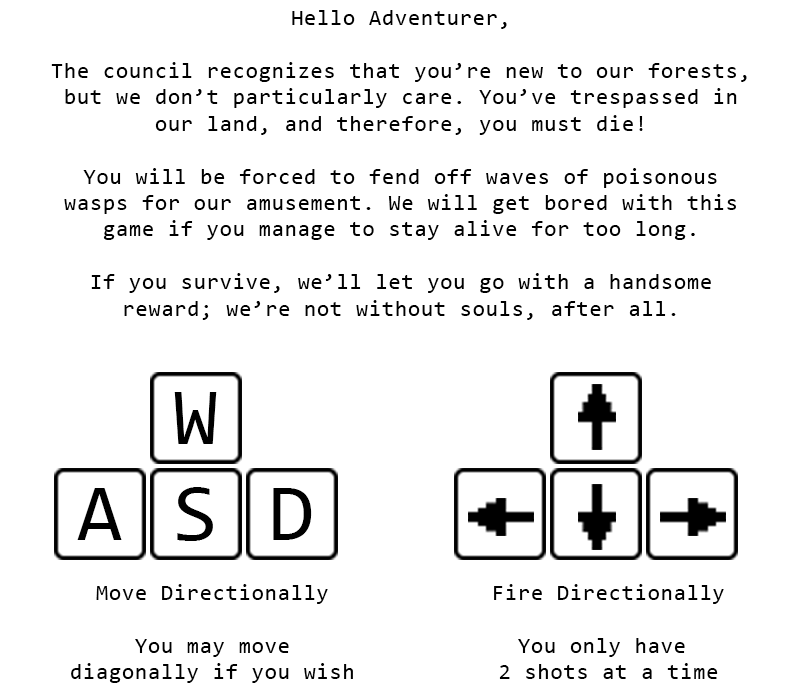 Hello Adventurer,
The council recognizes that you’re new to our forests,
but we don’t particularly care. You’ve trespassed in
our land, and therefore, you must die!
You will be forced to fend off waves of poisonous
wasps for our amusement. We will get bored with this
game if you manage to stay alive for too long.
If you survive, we’ll let you go with a handsome
reward; we’re not without souls, after all.
W
A S D
Move Directionally
You may move
diagonally if you wish
Fire Directionally
You only have
2 shots at a time